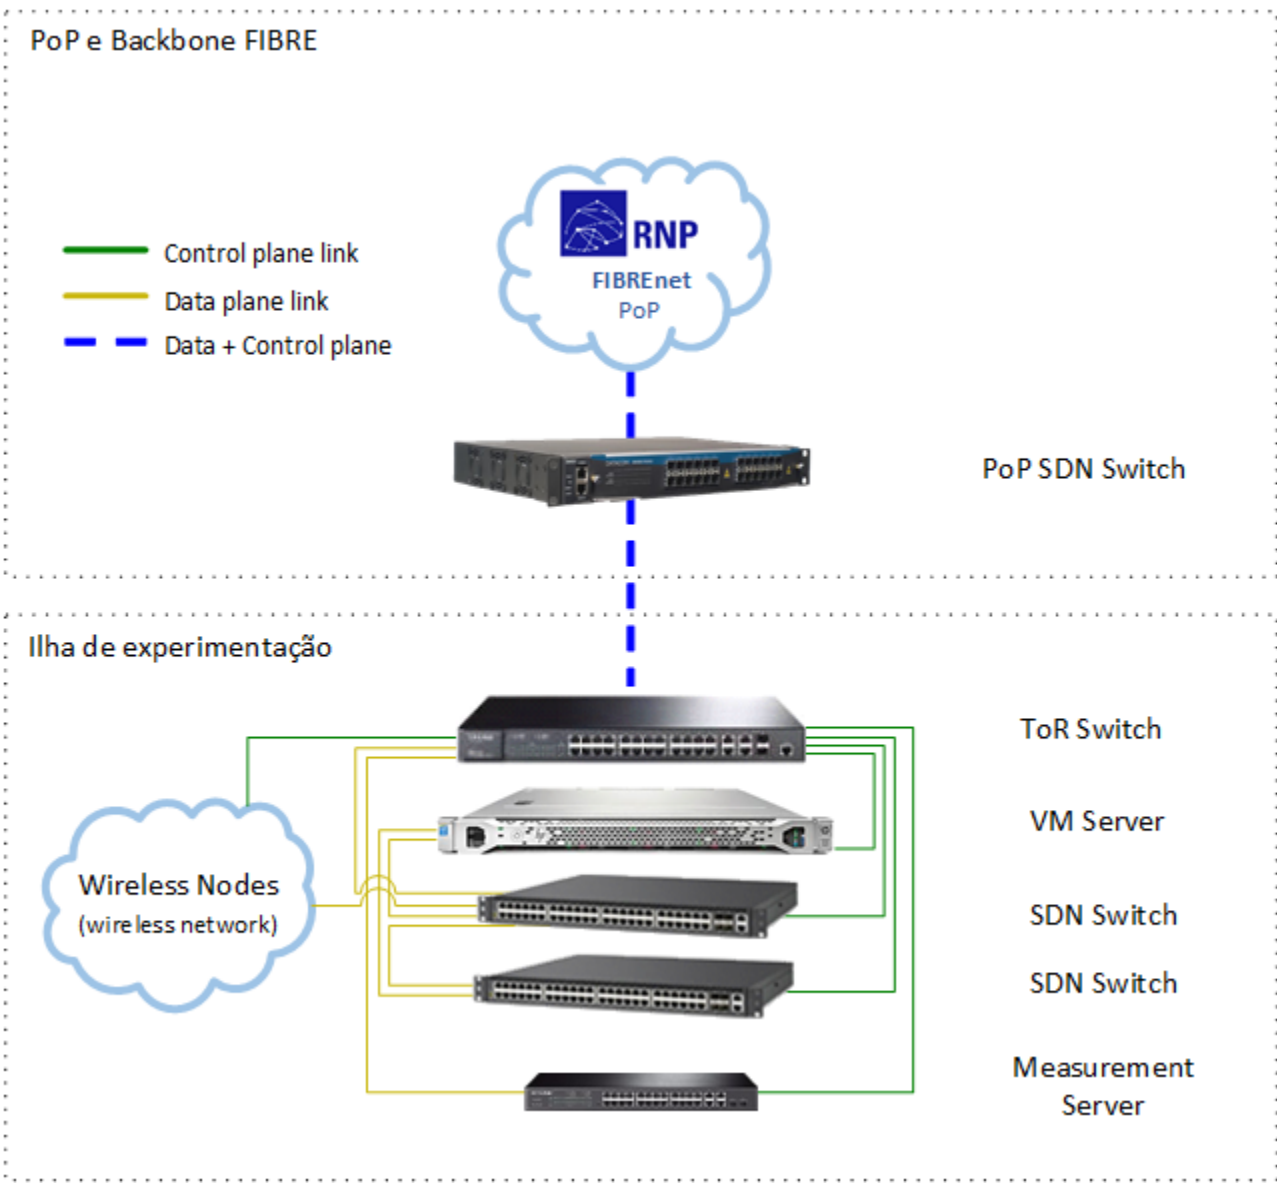 PoP e Backbone FIBRE
RNP
FIBREnet
PoP
Control plane link
Data plane link
Data + Control plane
PoP SDN Switch
Ilha de experimentação
ToR Switch
VM Server
Wireless Nodes
(wireless network)
SDN Switch
SDN Switch
Measurement
Server